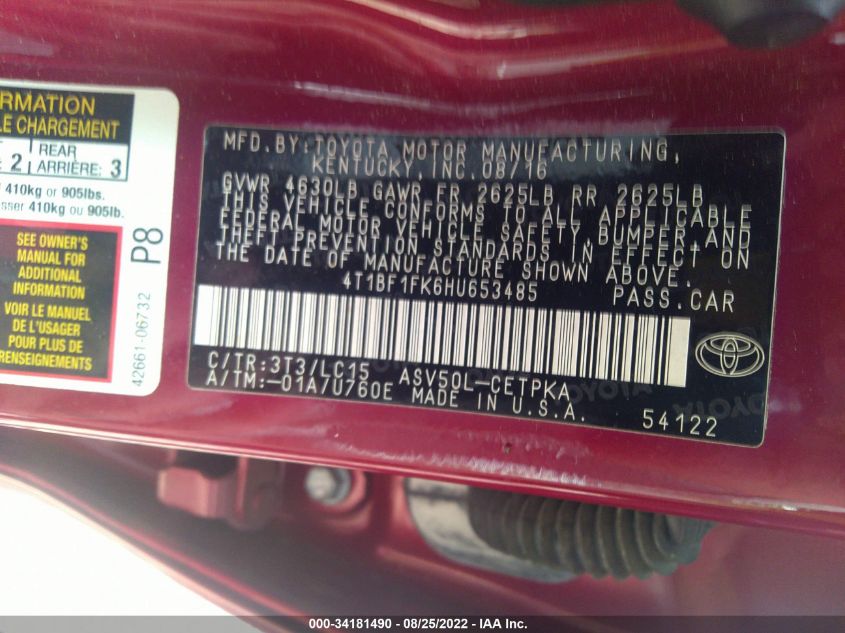 RMATION
LE CHARGEMENT
2
REAR
ARRIÈRE: 3
410kg or 905lbs.
sser 410kg ou 905lb.
P8
SEE OWNER'S
MANUAL FOR
ADDITIONAL
INFORMATION
VOIR LE MANUEL
DE L'USAGER
POUR PLUS DE
RENSEIGNEMENTS
42661-06732
MFD.BY:TOYOTA MOTOR MANUFACTURING,
KENTUCKY, INC.08/16
GVWR 4630LB GAWR FR 2625LB RR 2625LB
THIS VEHICLE CONFORMS TO ALL APPLICABLE
FEDERAL MOTOR VEHICLE SAFETY,BUMPER,AND
THEFT PREVENTION STANDARDS IN EFFECT ON
THE DATE OF MANUFACTURE SHOWN ABOVE.
4T1BF1FK6HU653485 PASS.CAR
C/TR:3T3/LC15 ASV50L-CETPKA
A/TM:-01A/U760E MADE IN U.S.A.
TOYOTA
54122
000-34181490 - 08/25/2022 - IAA Inc.